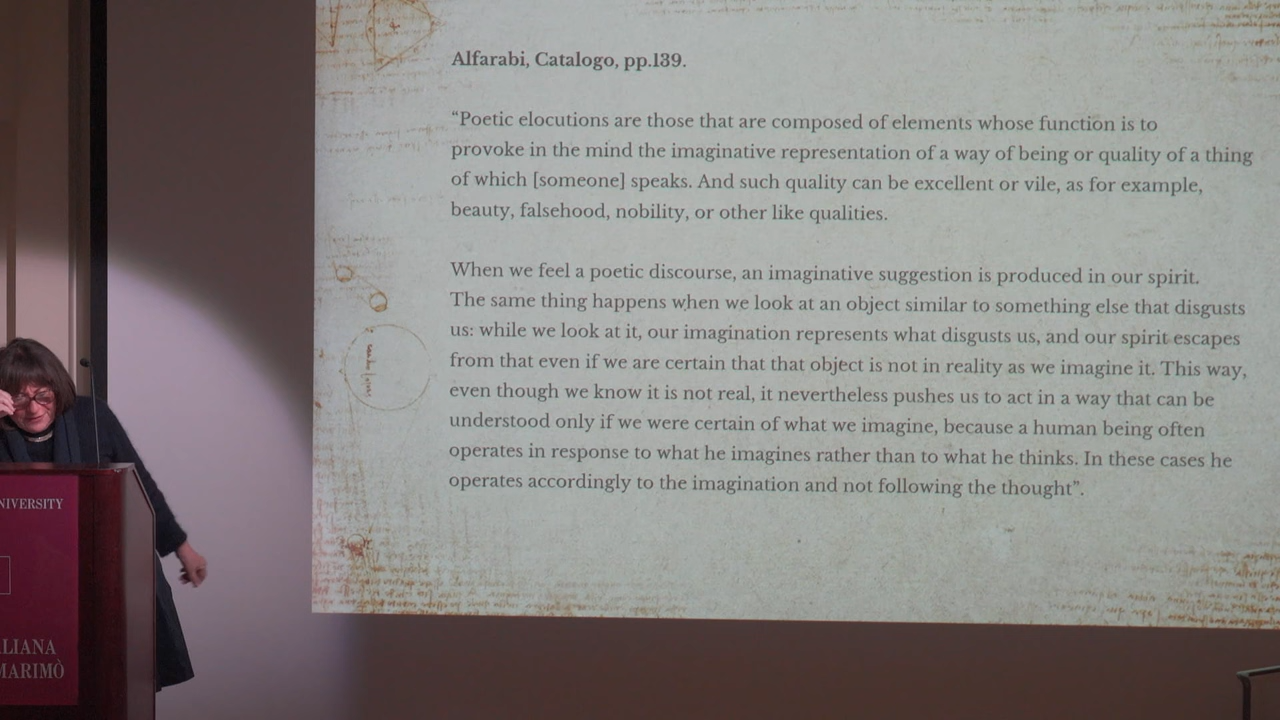 Alfarabi, Catalogo, pp.139.
“Poetic elocutions are those that are composed of elements whose function is to
provoke in the mind the imaginative representation of a way of being or quality of a thing
of which [someone] speaks. And such quality can be excellent or vile, as for example,
beauty, falsehood, nobility, or other like qualities.
When we feel a poetic discourse, an imaginative suggestion is produced in our spirit.
The same thing happens when we look at an object similar to something else that disgusts
us: while we look at it, our imagination represents what disgusts us, and our spirit escapes
from that even if we are certain that that object is not in reality as we imagine it. This way,
even though we know it is not real, it nevertheless pushes us to act in a way that can be
understood only if we were certain of what we imagine, because a human being often
operates in response to what he imagines rather than to what he thinks. In these cases he
operates accordingly to the imagination and not following the thought”.
NIVERSITY
LIANA
MARIMÒ